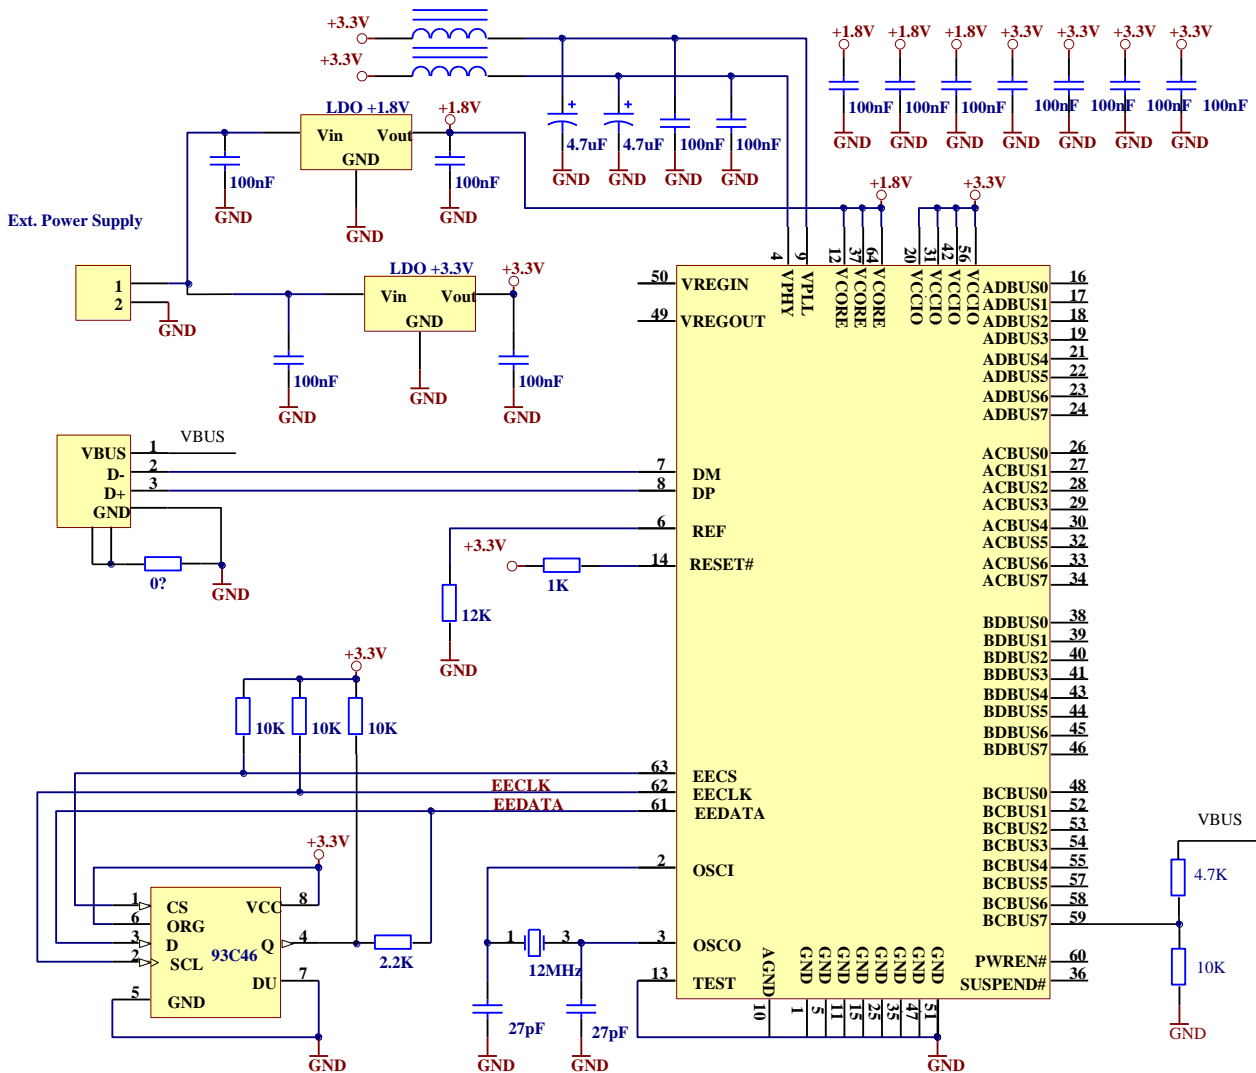 +3.3V
+3.3V
4.7uF
4.7uF
100nF
100nF
GND
GND
GND
GND
+1.8V
+1.8V
+1.8V
+3.3V
+3.3V
+3.3V
+3.3V
100nF
100nF
100nF
100nF
100nF
100nF
100nF
GND
GND
GND
GND
GND
GND
GND
LDO +1.8V
+1.8V
Vin
Vout
GND
100nF
100nF
GND
GND
GND
Ext. Power Supply
1
2
GND
LDO +3.3V
+3.3V
Vin
Vout
GND
100nF
100nF
GND
GND
GND
+1.8V
+3.3V
4
9
12
37
64
20
31
42
56
VPHY
VPLL
VCORE
VCORE
VCORE
VCCIO
VCCIO
VCCIO
VCCIO
50 VREGIN
49 VREGOUT
VBUS 1 VBUS
D- 2
D+ 3
GND
0?
GND
7 DM
8 DP
6 REF
+3.3V
1K
14 RESET#
12K
GND
+3.3V
10K
10K
10K
63 EECS
EECLK 62 EECLK
EEDATA 61 EEDATA
+3.3V
1 CS
6 ORG
3 D
2 SCL
5 GND
93C46
VCC 8
Q 4
DU 7
2.2K
GND
2 OSCI
1 3
12MHz
3 OSCO
13 TEST
27pF
27pF
GND
GND
AGND
GND
GND
GND
GND
GND
GND
GND
GND
10
1
5
11
15
25
35
47
51
GND
ADBUS0 16
ADBUS1 17
ADBUS2 18
ADBUS3 19
ADBUS4 21
ADBUS5 22
ADBUS6 23
ADBUS7 24
ACBUS0 26
ACBUS1 27
ACBUS2 28
ACBUS3 29
ACBUS4 30
ACBUS5 32
ACBUS6 33
ACBUS7 34
BDBUS0 38
BDBUS1 39
BDBUS2 40
BDBUS3 41
BDBUS4 43
BDBUS5 44
BDBUS6 45
BDBUS7 46
BCBUS0 48
BCBUS1 52
BCBUS2 53
BCBUS3 54
BCBUS4 55
BCBUS5 57
BCBUS6 58
BCBUS7 59
PWREN# 60
SUSPEND# 36
VBUS
4.7K
10K
GND